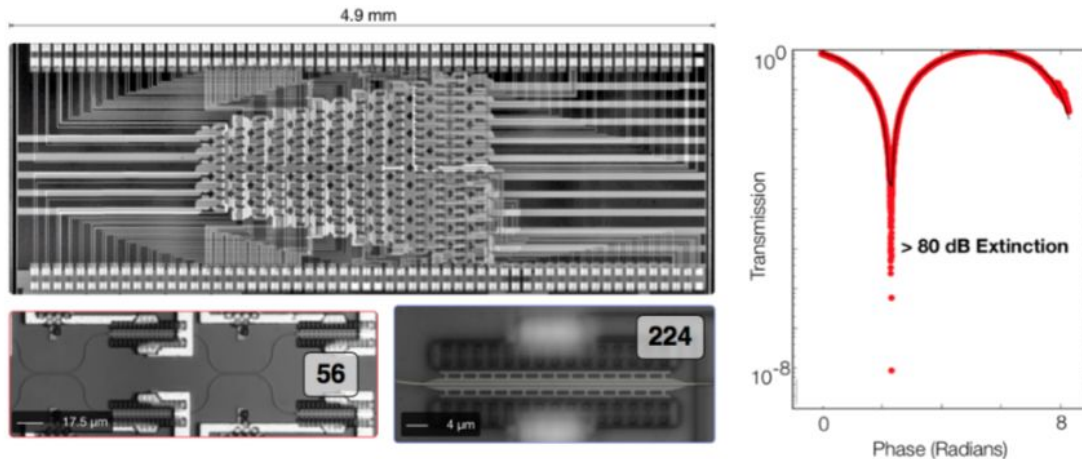 4.9 mm
56
17.5 µm
224
4 µm
Transmission
10^0
10^-8
> 80 dB Extinction
0
8
Phase (Radians)